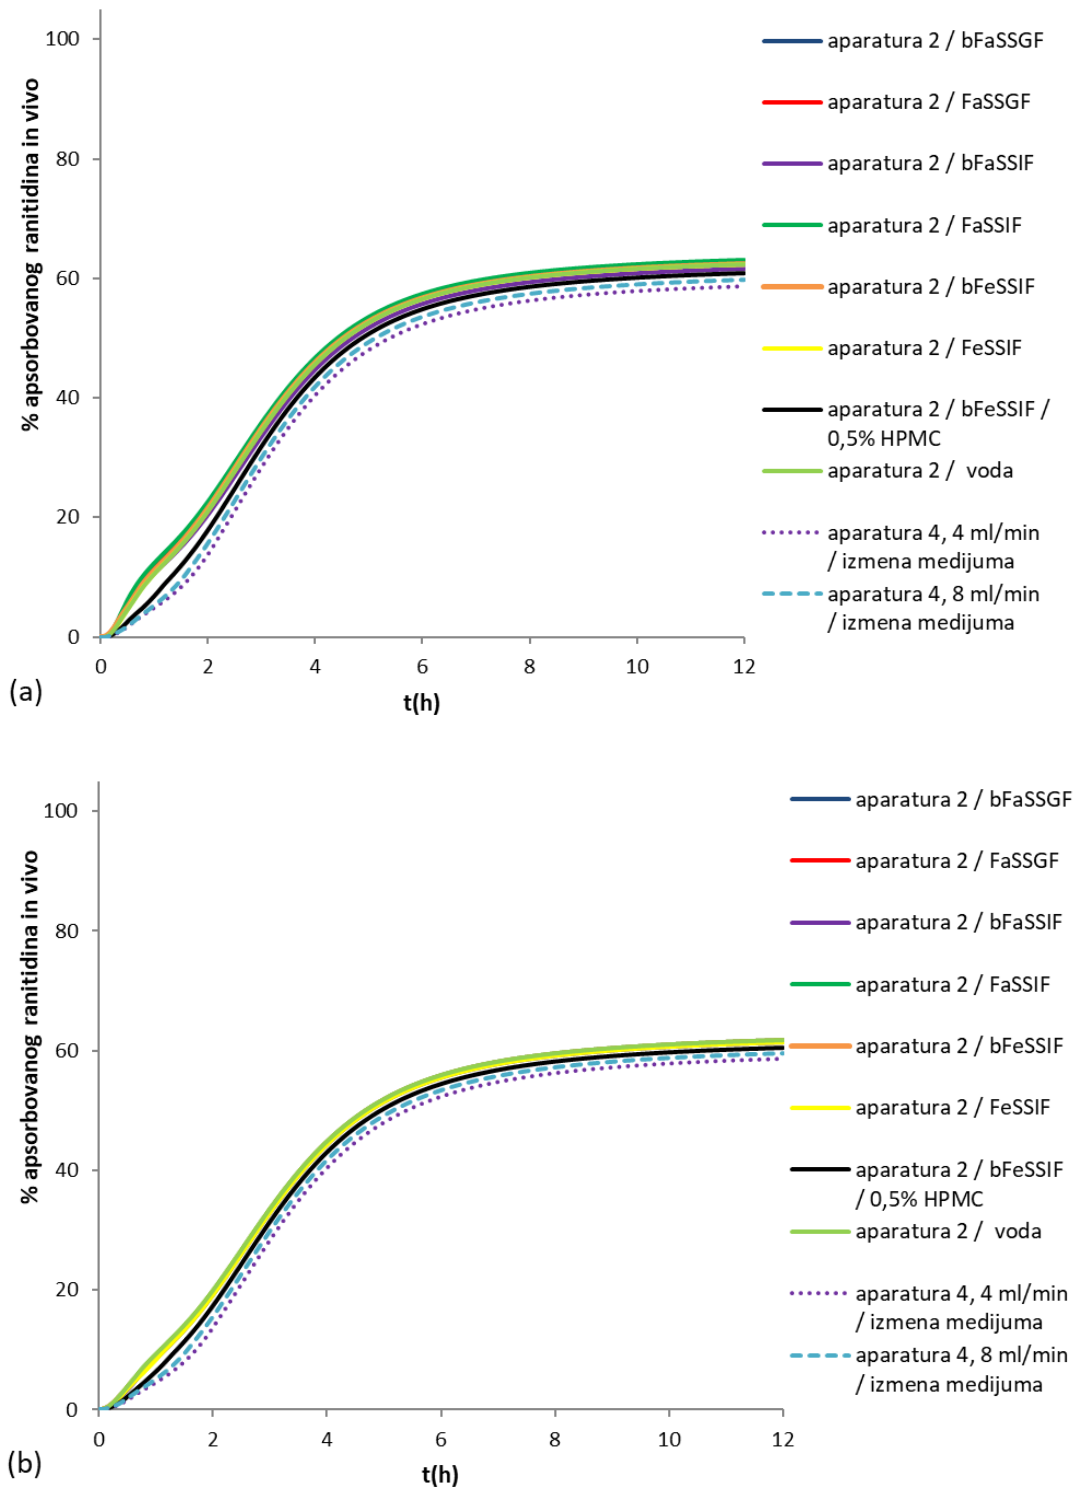 % apsorbovanog ranitidina in vivo
100
80
60
40
20
0
0 2 4 6 8 10 12
t(h)
(a)
aparatura 2 / bFaSSGF
aparatura 2 / FaSSGF
aparatura 2 / bFaSSIF
aparatura 2 / FaSSIF
aparatura 2 / bFeSSIF
aparatura 2 / FeSSIF
aparatura 2 / bFeSSIF /
0,5% HPMC
aparatura 2 / voda
aparatura 4, 4 ml/min
/ izmena medijuma
aparatura 4, 8 ml/min
/ izmena medijuma
% apsorbovanog ranitidina in vivo
100
80
60
40
20
0
0 2 4 6 8 10 12
t(h)
(b)
aparatura 2 / bFaSSGF
aparatura 2 / FaSSGF
aparatura 2 / bFaSSIF
aparatura 2 / FaSSIF
aparatura 2 / bFeSSIF
aparatura 2 / FeSSIF
aparatura 2 / bFeSSIF
/ 0,5% HPMC
aparatura 2 / voda
aparatura 4, 4 ml/min
/ izmena medijuma
aparatura 4, 8 ml/min
/ izmena medijuma